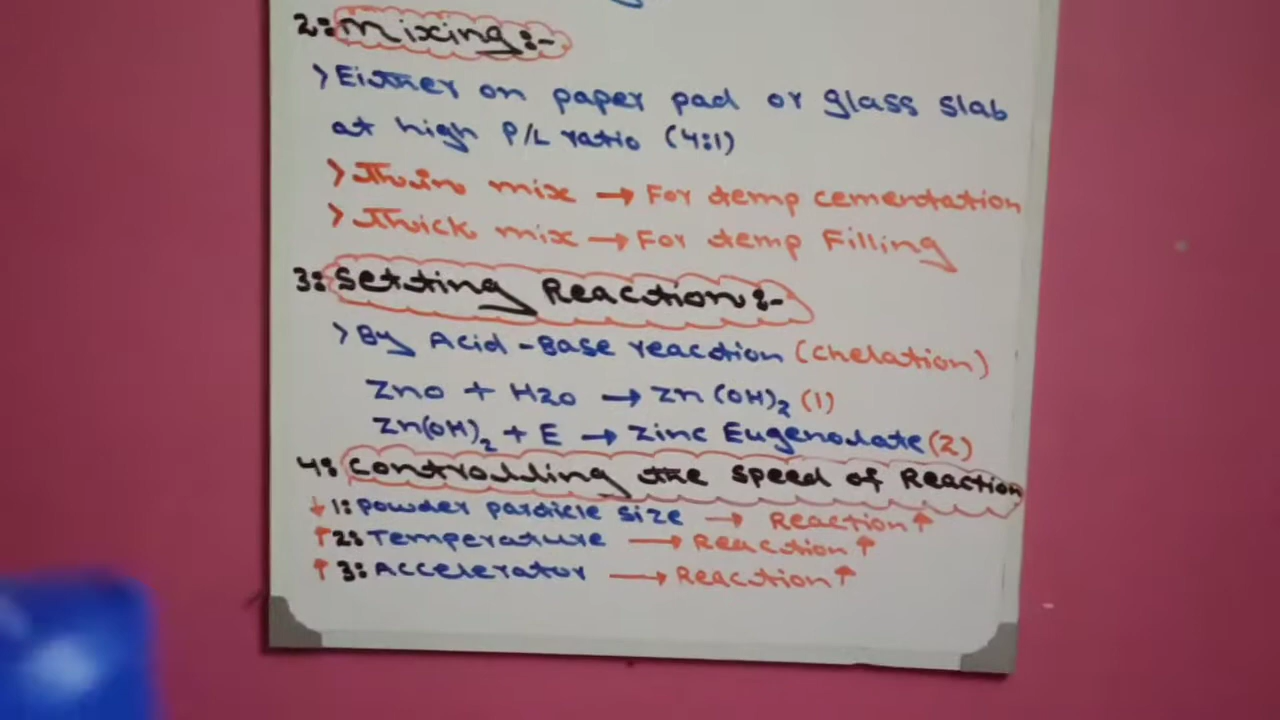 2: Mixing:-
> Either on paper pad or glass slab
at high P/L ratio (4:1)
> Thin mix → For temp cementation
> Thick mix → For temp Filling
3: Setting Reaction:-
> By Acid-Base reaction (chelation)
ZnO + H2O → Zn(OH)2 (1)
Zn(OH)2 + E → Zinc Eugenolate (2)
4: Controlling the speed of Reaction
↓ 1: Powder particle size → Reaction ↑
↑ 2: Temperature → Reaction ↑
↑ 3: Accelerator → Reaction ↑